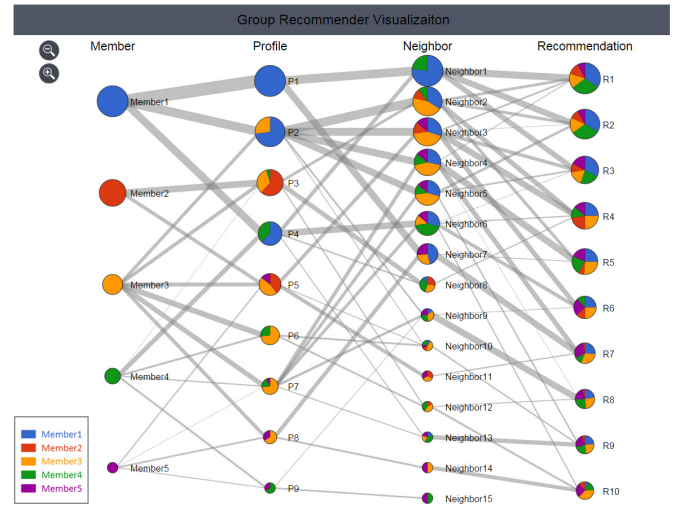 Group Recommender Visualizaiton
Member Profile Neighbor Recommendation
Member1 P1 Neighbor1 R1
Neighbor2
Member2 P2 Neighbor3 R2
Neighbor4
P3 Neighbor5 R3
Member3 P4 Neighbor6 R4
Neighbor7
P5 Neighbor8 R5
Neighbor9
Member4 P6 Neighbor10 R6
Neighbor11
P7 Neighbor12 R7
Member5 P8 Neighbor13 R8
Neighbor14 R9
P9 Neighbor15 R10
Member1
Member2
Member3
Member4
Member5